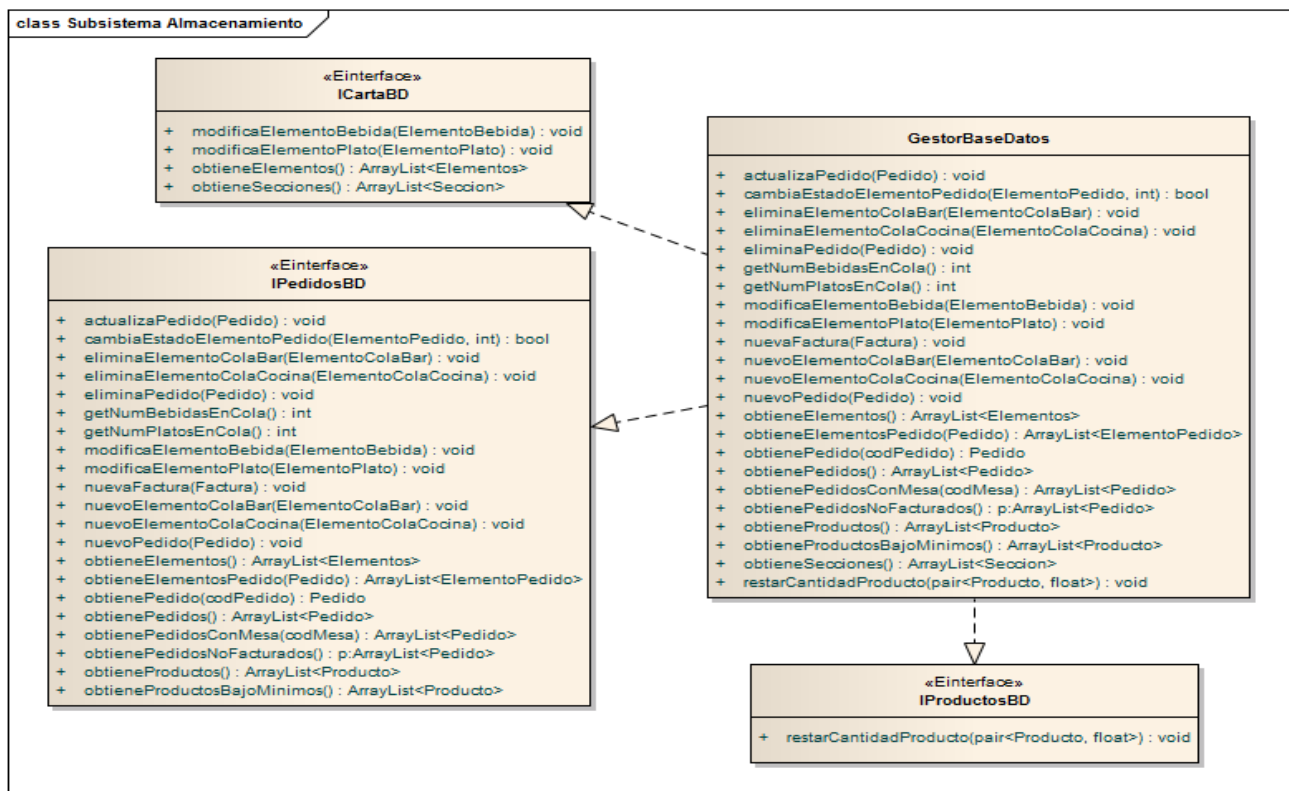 class Subsistema Almacenamiento
«Einterface»
ICartaBD
+ modificaElementoBebida(ElementoBebida) : void
+ modificaElementoPlato(ElementoPlato) : void
+ obtieneElementos() : ArrayList<Elementos>
+ obtieneSecciones() : ArrayList<Seccion>
«Einterface»
IPedidosBD
+ actualizaPedido(Pedido) : void
+ cambiaEstadoElementoPedido(ElementoPedido, int) : bool
+ eliminaElementoColaBar(ElementoColaBar) : void
+ eliminaElementoColaCocina(ElementoColaCocina) : void
+ eliminaPedido(Pedido) : void
+ getNumBebidasEnCola() : int
+ getNumPlatosEnCola() : int
+ modificaElementoBebida(ElementoBebida) : void
+ modificaElementoPlato(ElementoPlato) : void
+ nuevaFactura(Factura) : void
+ nuevoElementoColaBar(ElementoColaBar) : void
+ nuevoElementoColaCocina(ElementoColaCocina) : void
+ nuevoPedido(Pedido) : void
+ obtieneElementos() : ArrayList<Elementos>
+ obtieneElementosPedido(Pedido) : ArrayList<ElementoPedido>
+ obtienePedido(codPedido) : Pedido
+ obtienePedidos() : ArrayList<Pedido>
+ obtienePedidosConMesa(codMesa) : ArrayList<Pedido>
+ obtienePedidosNoFacturados() : p:ArrayList<Pedido>
+ obtieneProductos() : ArrayList<Producto>
+ obtieneProductosBajoMinimos() : ArrayList<Producto>
GestorBaseDatos
+ actualizaPedido(Pedido) : void
+ cambiaEstadoElementoPedido(ElementoPedido, int) : bool
+ eliminaElementoColaBar(ElementoColaBar) : void
+ eliminaElementoColaCocina(ElementoColaCocina) : void
+ eliminaPedido(Pedido) : void
+ getNumBebidasEnCola() : int
+ getNumPlatosEnCola() : int
+ modificaElementoBebida(ElementoBebida) : void
+ modificaElementoPlato(ElementoPlato) : void
+ nuevaFactura(Factura) : void
+ nuevoElementoColaBar(ElementoColaBar) : void
+ nuevoElementoColaCocina(ElementoColaCocina) : void
+ nuevoPedido(Pedido) : void
+ obtieneElementos() : ArrayList<Elementos>
+ obtieneElementosPedido(Pedido) : ArrayList<ElementoPedido>
+ obtienePedido(codPedido) : Pedido
+ obtienePedidos() : ArrayList<Pedido>
+ obtienePedidosConMesa(codMesa) : ArrayList<Pedido>
+ obtienePedidosNoFacturados() : p:ArrayList<Pedido>
+ obtieneProductos() : ArrayList<Producto>
+ obtieneProductosBajoMinimos() : ArrayList<Producto>
+ obtieneSecciones() : ArrayList<Seccion>
+ restarCantidadProducto(pair<Producto, float>) : void
«Einterface»
IProductosBD
+ restarCantidadProducto(pair<Producto, float>) : void